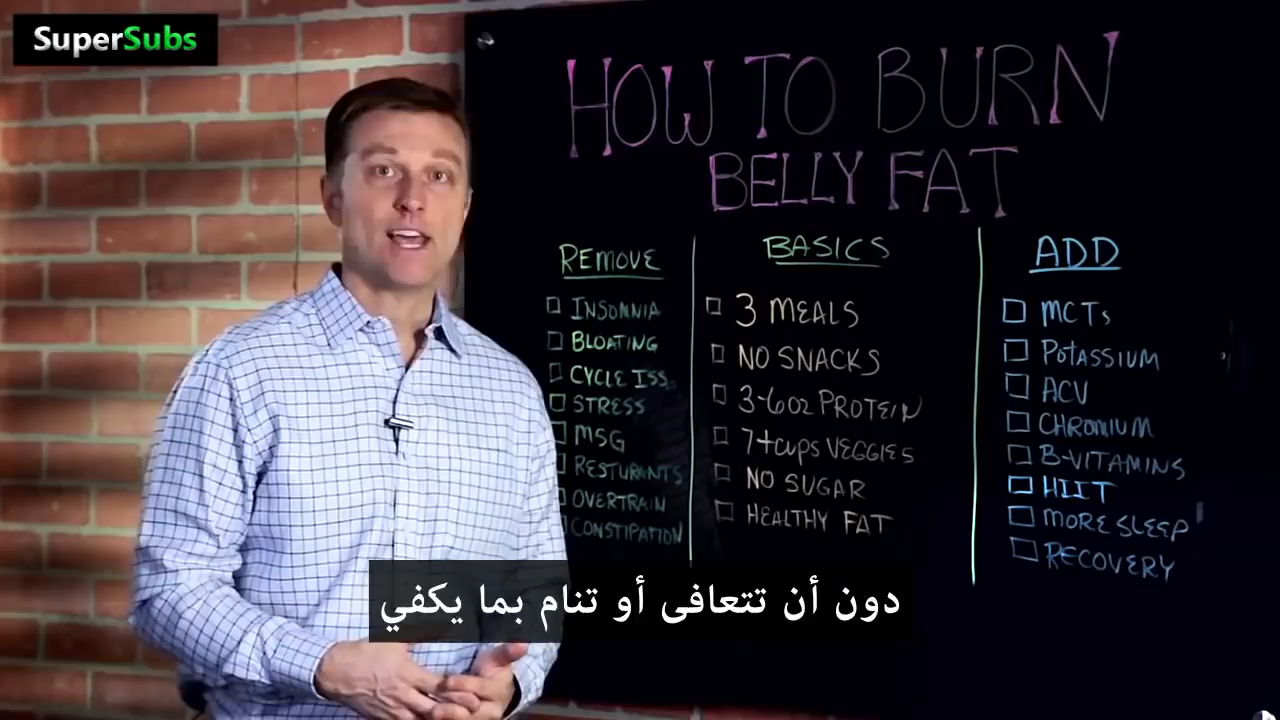 SuperSubs
HOW TO BURN
BELLY FAT
REMOVE
INSOMNIA
BLOATING
CYCLE ISS.
STRESS
MSG
RESTURANTS
OVERTRAIN
CONSTIPATION
BASICS
3 MEALS
NO SNACKS
3-6oz PROTEIN
7+cups VEGGIES
NO SUGAR
HEALTHY FAT
ADD
MCTs
POTASSIUM
ACV
CHROMIUM
B-VITAMINS
HIIT
MORE SLEEP
RECOVERY
دون أن تتعافى أو تنام بما يكفي